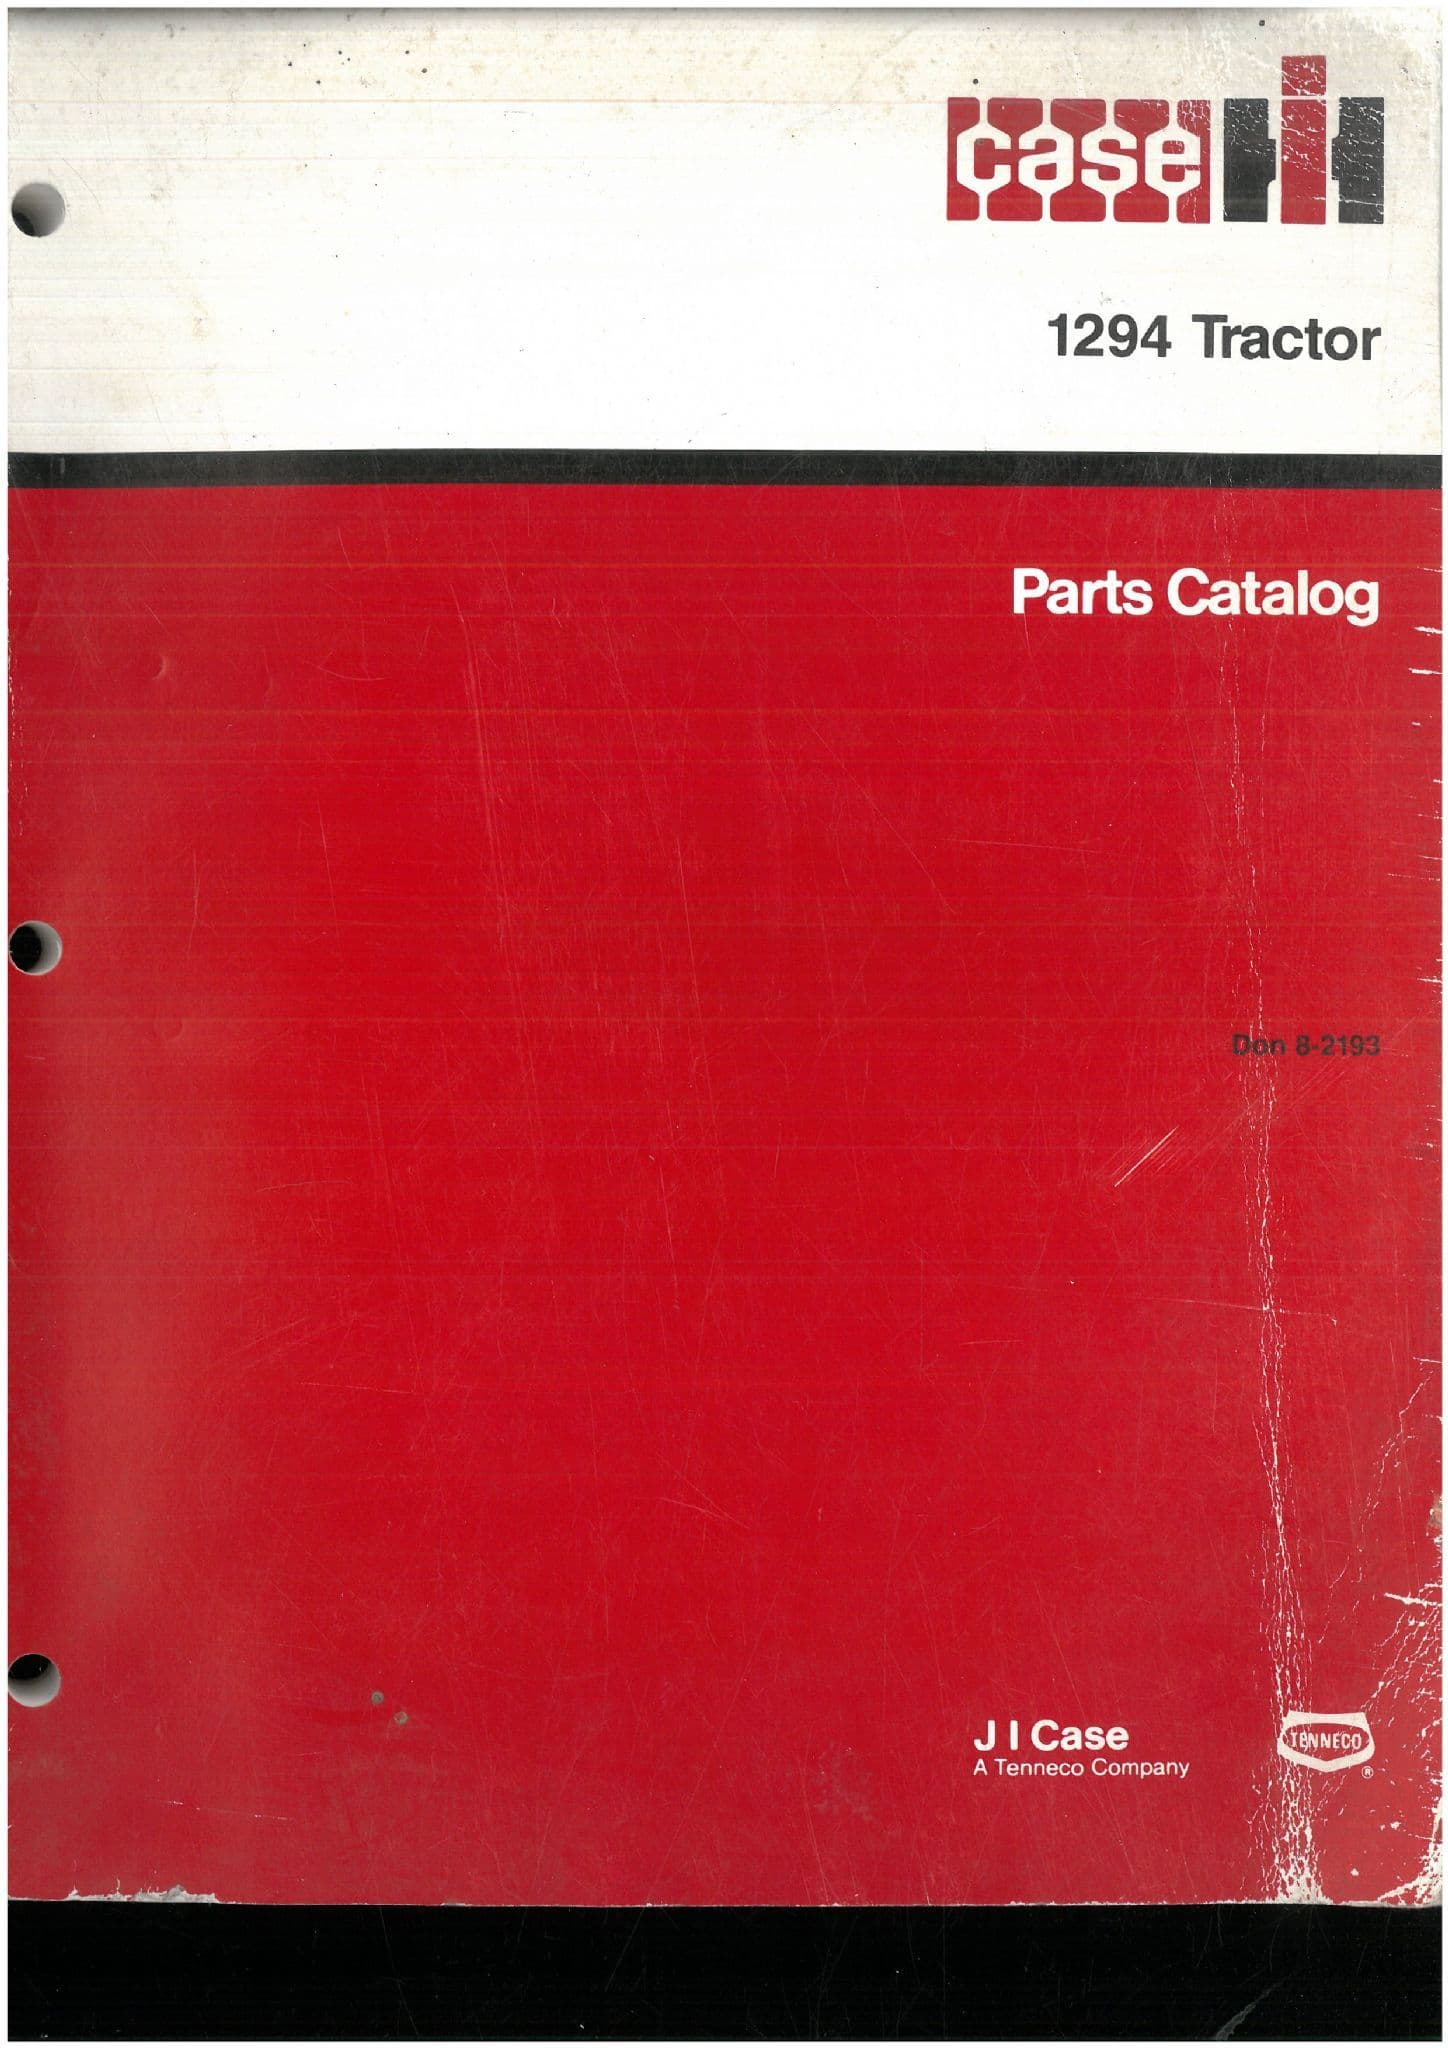 case IH
1294 Tractor
Parts Catalog
Don 8-2193
J I Case
A Tenneco Company
TENNECO
®